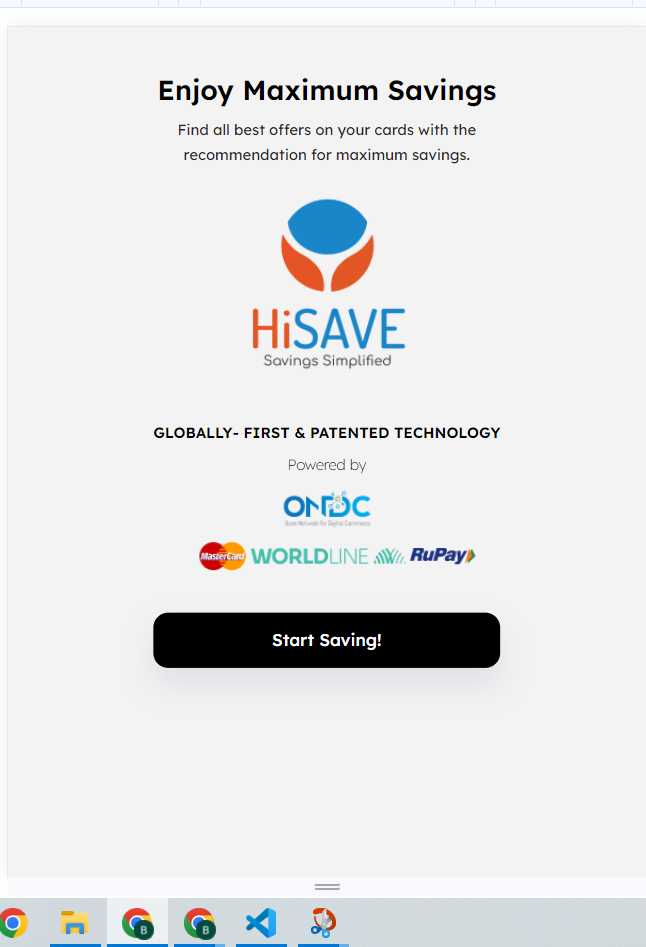 Enjoy Maximum Savings
Find all best offers on your cards with the
recommendation for maximum savings.
HiSAVE
Savings Simplified
GLOBALLY- FIRST & PATENTED TECHNOLOGY
Powered by
ONDC
Open Network for Digital Commerce
MasterCard WORLDLINE RuPay
Start Saving!
B B